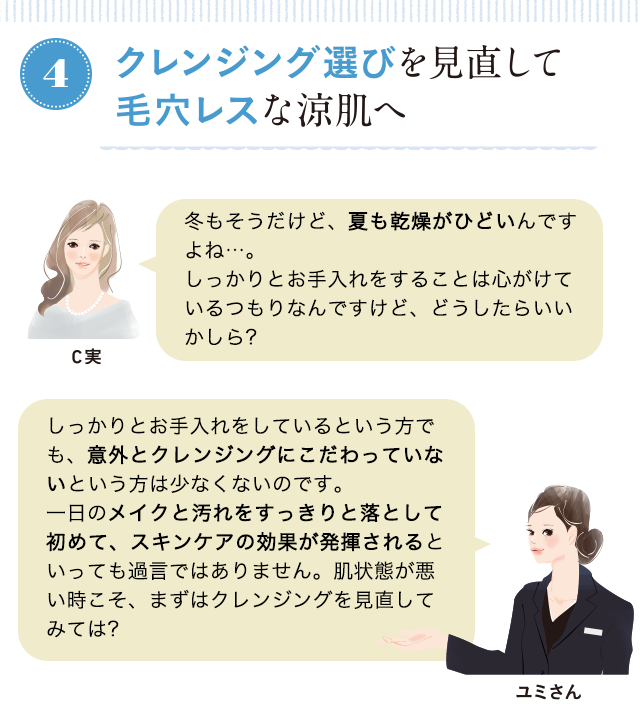 4
クレンジング選びを見直して
毛穴レスな涼肌へ
冬もそうだけど、夏も乾燥がひどいんです
よね…。
しっかりとお手入れをすることは心がけて
いるつもりなんですけど、どうしたらいい
かしら?
C実
しっかりとお手入れをしているという方で
も、意外とクレンジングにこだわっていな
いという方は少なくないのです。
一日のメイクと汚れをすっきりと落として
初めて、スキンケアの効果が発揮されると
いっても過言ではありません。肌状態が悪
い時こそ、まずはクレンジングを見直して
みては?
ユミさん